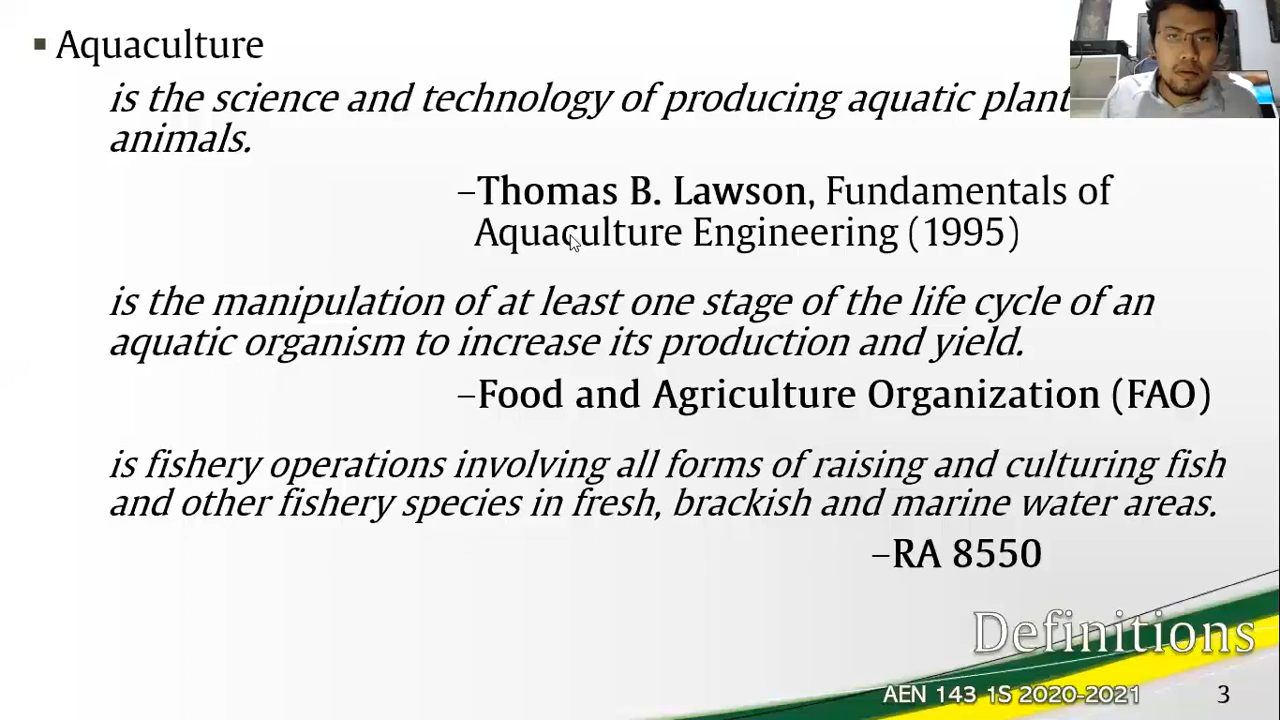 Aquaculture
is the science and technology of producing aquatic plant
animals.
–Thomas B. Lawson, Fundamentals of
Aquaculture Engineering (1995)
is the manipulation of at least one stage of the life cycle of an
aquatic organism to increase its production and yield.
–Food and Agriculture Organization (FAO)
is fishery operations involving all forms of raising and culturing fish
and other fishery species in fresh, brackish and marine water areas.
–RA 8550
Definitions
AEN 143 1S 2020-2021
3